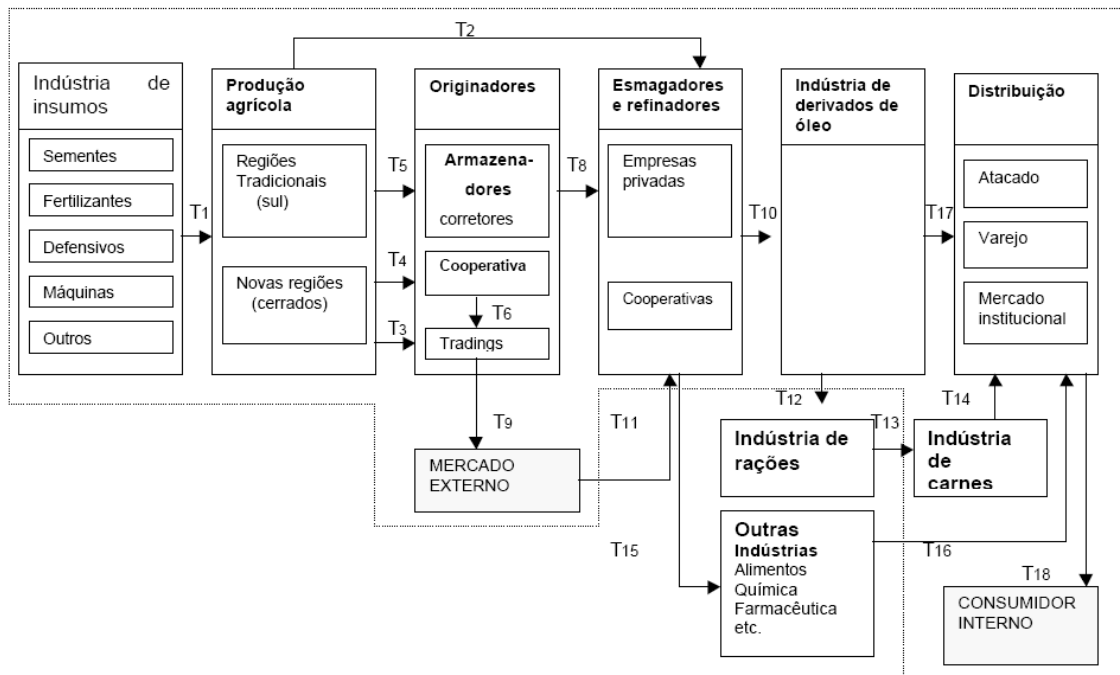 T2
Indústria de
insumos
Sementes
Fertilizantes
Defensivos
Máquinas
Outros
T1
Produção
agrícola
Regiões
Tradicionais
(sul)
Novas regiões
(cerrados)
T5
T4
T3
Originadores
Armazena-
dores
corretores
Cooperativa
T6
Tradings
T8
Esmagadores
e refinadores
Empresas
privadas
Cooperativas
T10
Indústria de
derivados de
óleo
T17
Distribuição
Atacado
Varejo
Mercado
institucional
T9
MERCADO
EXTERNO
T11
T12
Indústria de
rações
T13
T14
Indústria
de
carnes
T15
Outras
Indústrias
Alimentos
Química
Farmacêutica
etc.
T16
T18
CONSUMIDOR
INTERNO